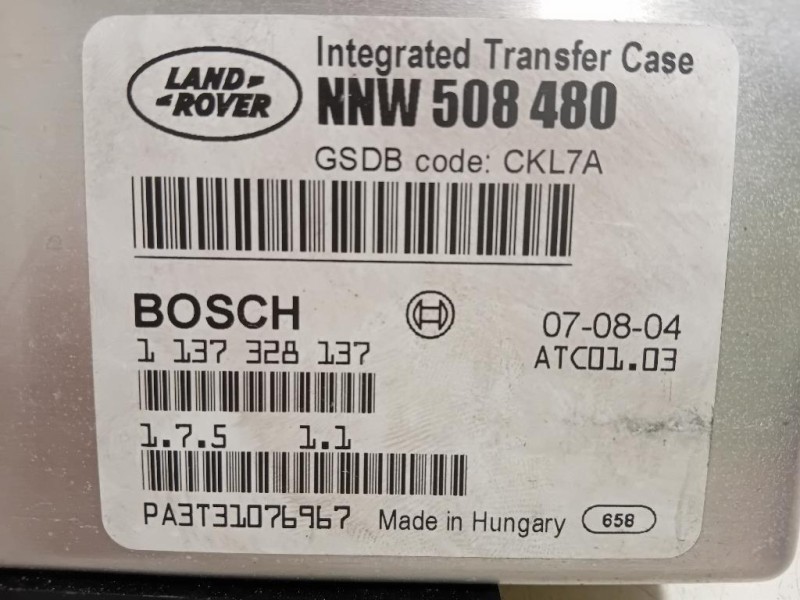 LAND ROVER
Integrated Transfer Case
NNW 508 480
GSDB code: CKL7A
BOSCH
07-08-04
1 137 328 137
ATC01.03
1.7.5 1.1
PA3T31076967 Made in Hungary 658